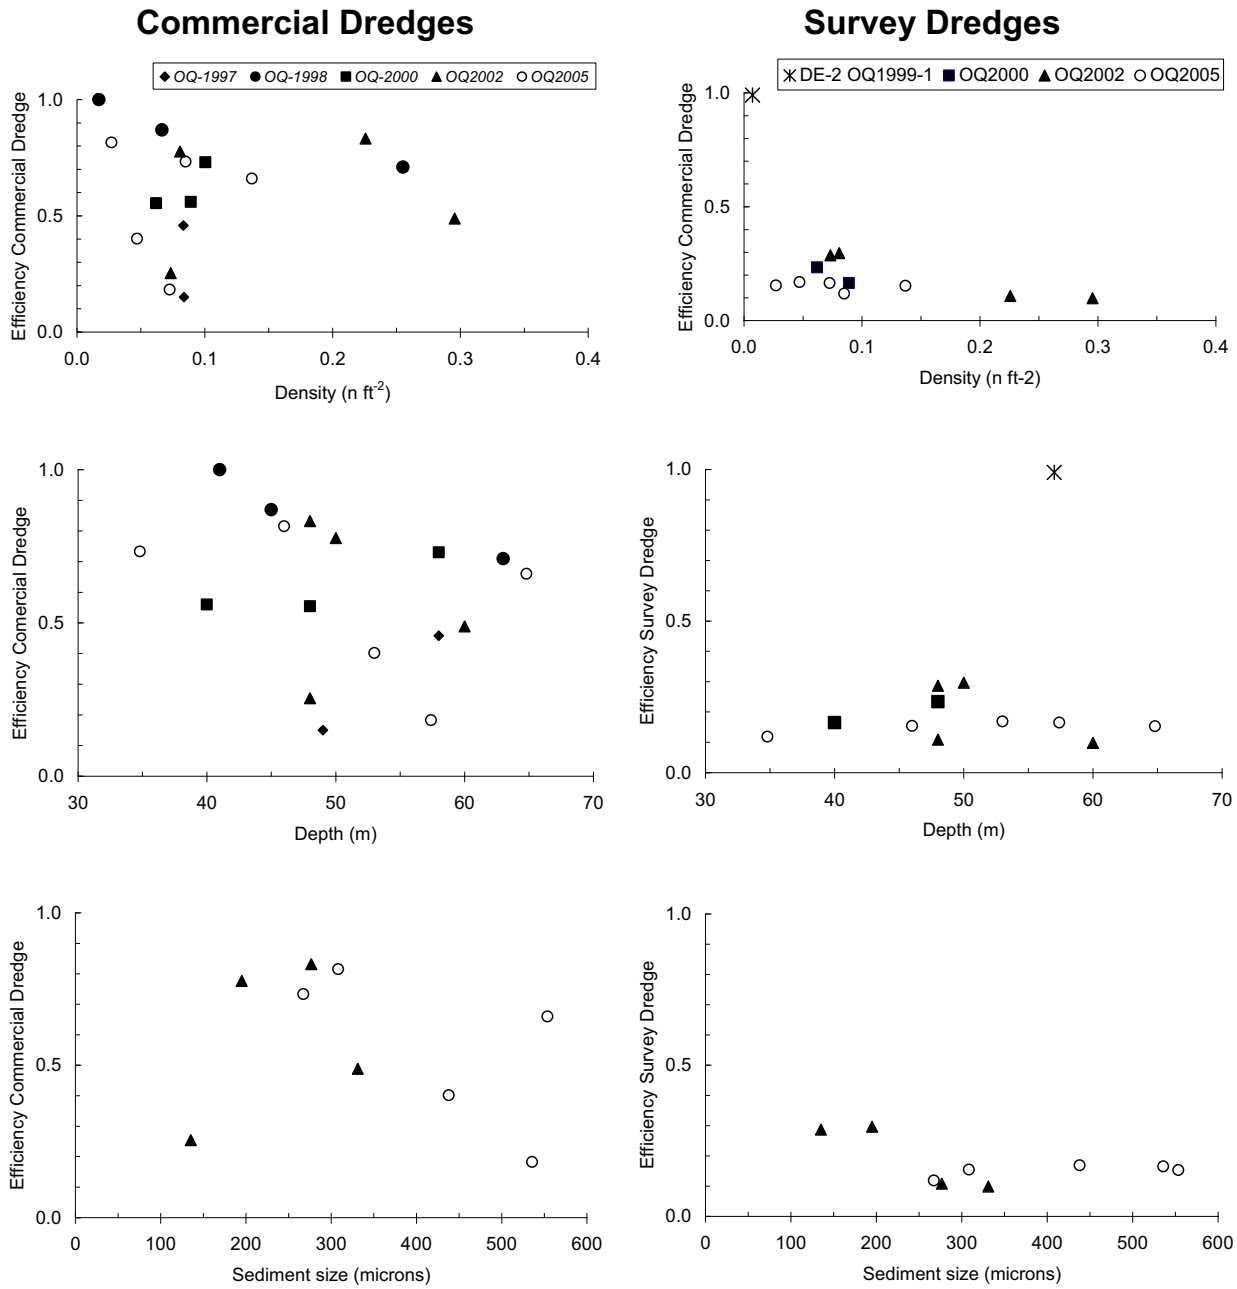 Commercial Dredges
OQ-1997 OQ-1998 OQ-2000 OQ2002 OQ2005
Efficiency Commercial Dredge
1.0
0.5
0.0
0.0 0.1 0.2 0.3 0.4
Density (n ft-2)
Survey Dredges
DE-2 OQ1999-1 OQ2000 OQ2002 OQ2005
Efficiency Commercial Dredge
1.0
0.5
0.0
0.0 0.1 0.2 0.3 0.4
Density (n ft-2)
Efficiency Comercial Dredge
1.0
0.5
0.0
30 40 50 60 70
Depth (m)
Efficiency Survey Dredge
1.0
0.5
0.0
30 40 50 60 70
Depth (m)
Efficiency Commercial Dredge
1.0
0.5
0.0
0 100 200 300 400 500 600
Sediment size (microns)
Efficiency Survey Dredge
1.0
0.5
0.0
0 100 200 300 400 500 600
Sediment size (microns)